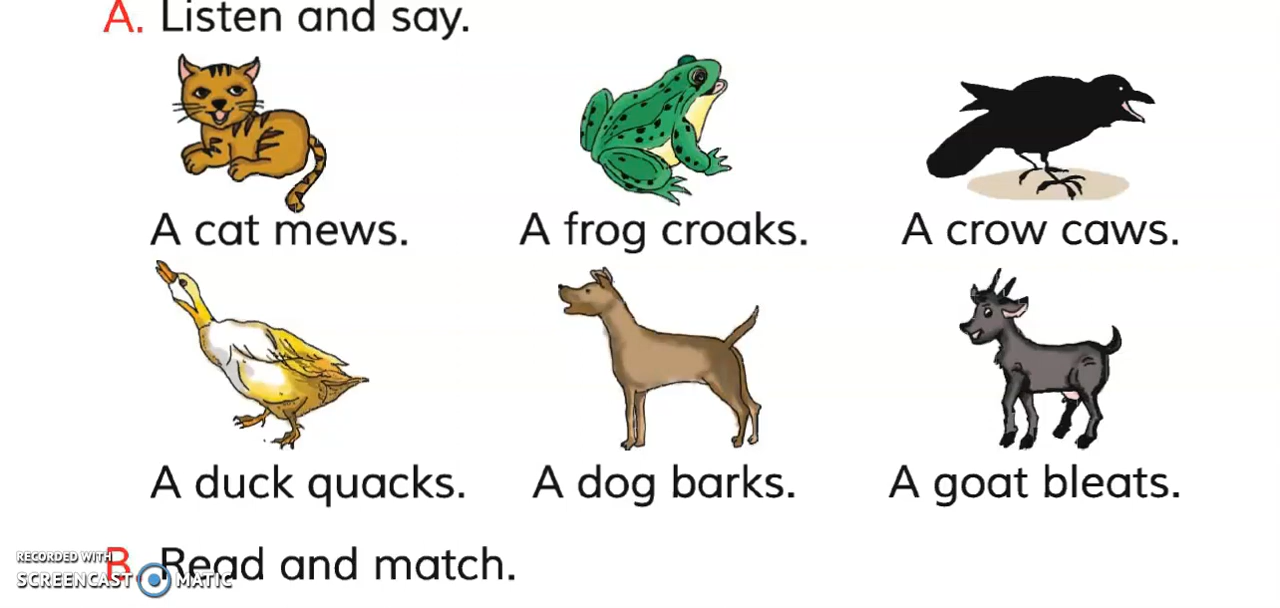 A. Listen and say.
A cat mews. A frog croaks. A crow caws.
A duck quacks. A dog barks. A goat bleats.
RECORDED WITH
SCREENCAST MATIC
B. Read and match.